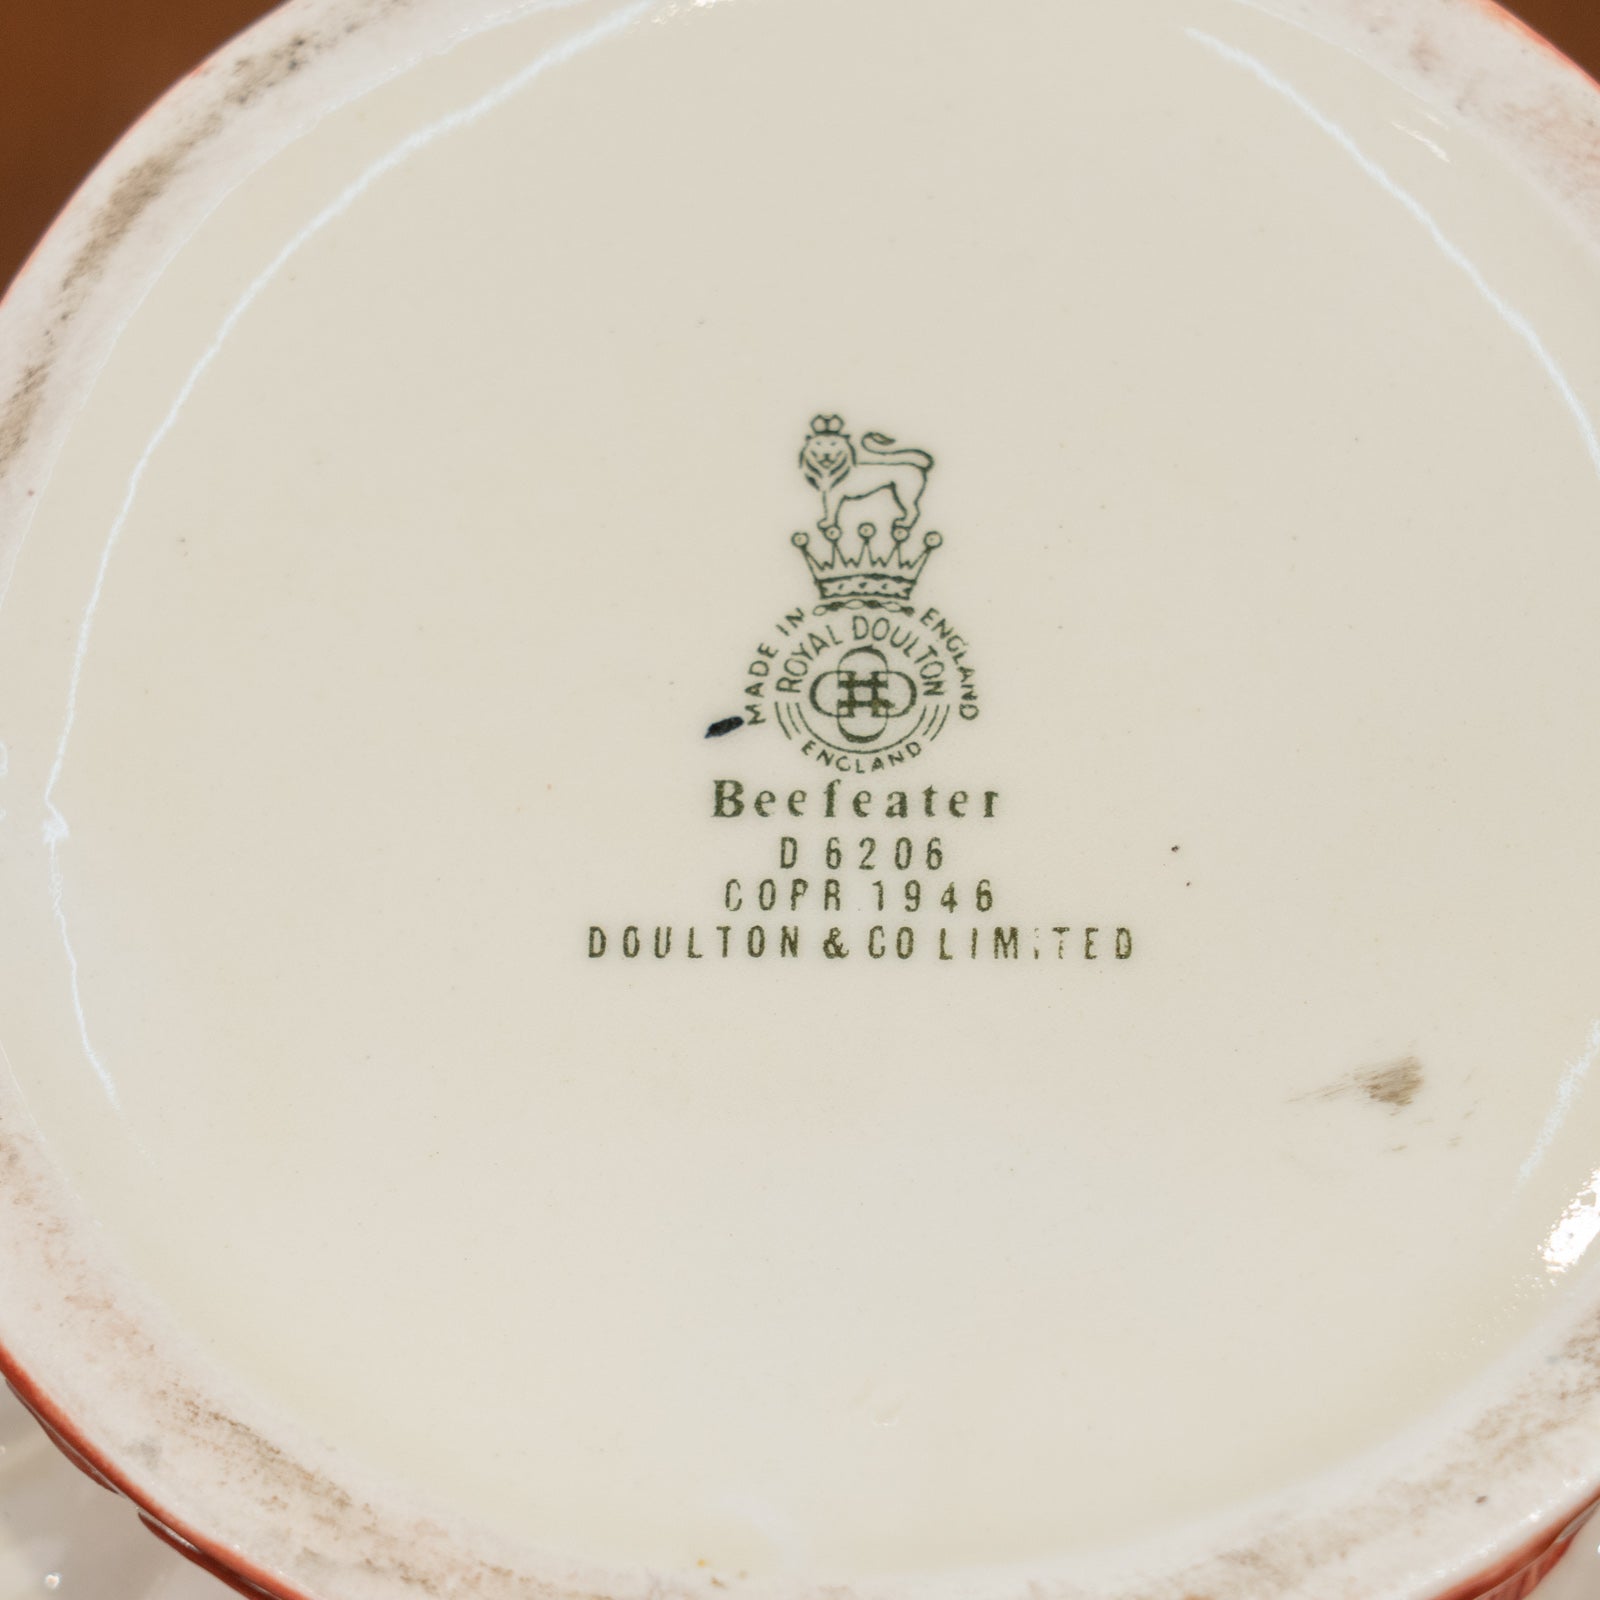 MADE IN ENGLAND
ROYAL DOULTON
ENGLAND
Beefeater
D 6206
COPR 1946
DOULTON & CO LIMITED